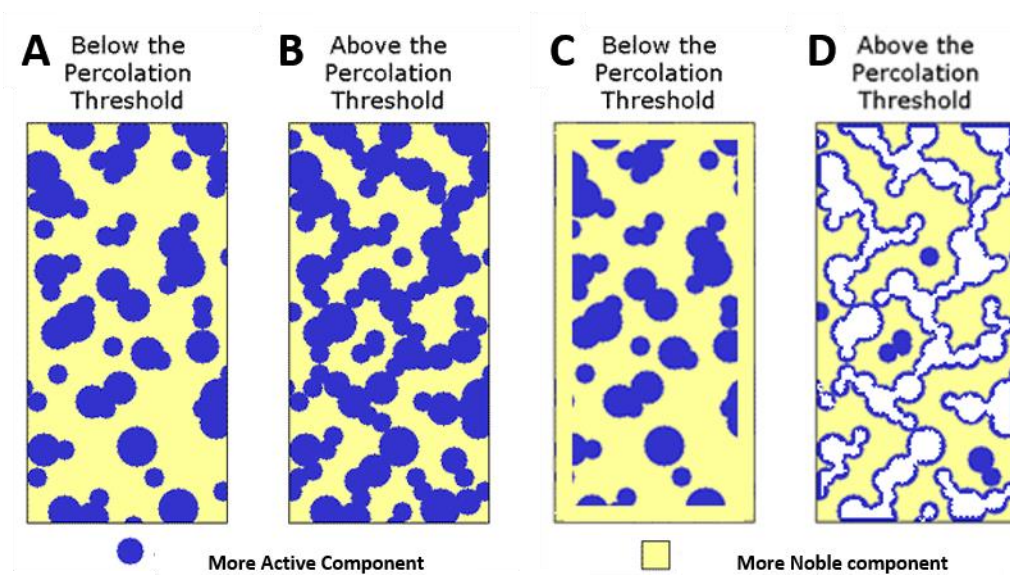 A
Below the
Percolation
Threshold
B
Above the
Percolation
Threshold
C
Below the
Percolation
Threshold
D
Above the
Percolation
Threshold
More Active Component
More Noble component